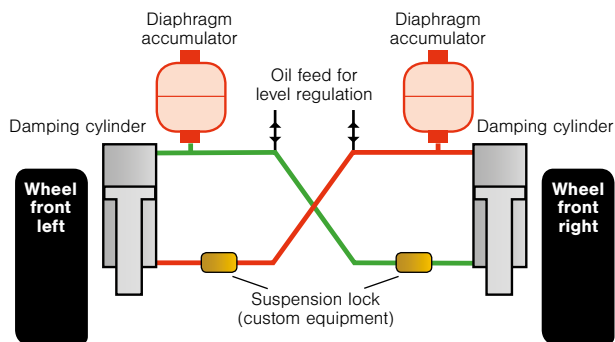 Diaphragm
accumulator
Diaphragm
accumulator
Oil feed for
level regulation
Damping cylinder
Damping cylinder
Wheel
front
left
Wheel
front
right
Suspension lock
(custom equipment)